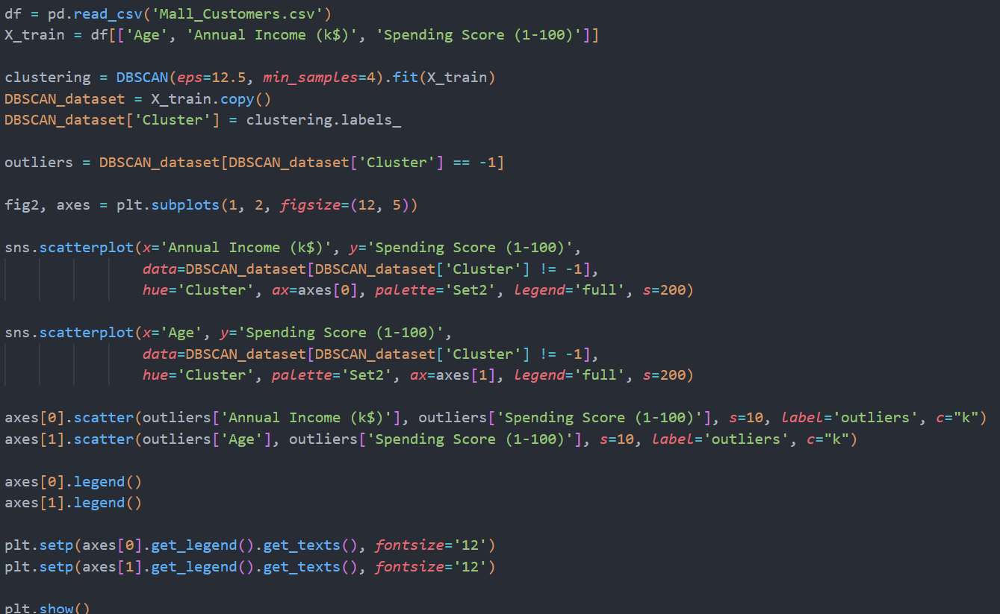 df = pd.read_csv('Mall_Customers.csv')
X_train = df[['Age', 'Annual Income (k$)', 'Spending Score (1-100)']]
clustering = DBSCAN(eps=12.5, min_samples=4).fit(X_train)
DBSCAN_dataset = X_train.copy()
DBSCAN_dataset['Cluster'] = clustering.labels_
outliers = DBSCAN_dataset[DBSCAN_dataset['Cluster'] == -1]
fig2, axes = plt.subplots(1, 2, figsize=(12, 5))
sns.scatterplot(x='Annual Income (k$)', y='Spending Score (1-100)',
data=DBSCAN_dataset[DBSCAN_dataset['Cluster'] != -1],
hue='Cluster', ax=axes[0], palette='Set2', legend='full', s=200)
sns.scatterplot(x='Age', y='Spending Score (1-100)',
data=DBSCAN_dataset[DBSCAN_dataset['Cluster'] != -1],
hue='Cluster', palette='Set2', ax=axes[1], legend='full', s=200)
axes[0].scatter(outliers['Annual Income (k$)'], outliers['Spending Score (1-100)'], s=10, label='outliers', c="k")
axes[1].scatter(outliers['Age'], outliers['Spending Score (1-100)'], s=10, label='outliers', c="k")
axes[0].legend()
axes[1].legend()
plt.setp(axes[0].get_legend().get_texts(), fontsize='12')
plt.setp(axes[1].get_legend().get_texts(), fontsize='12')
plt.show()